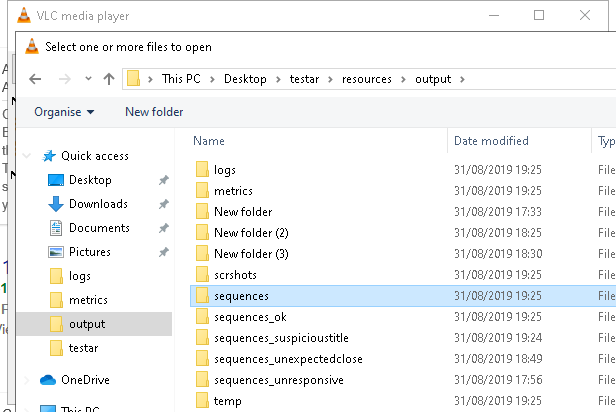 VLC media player
Select one or more files to open
This PC > Desktop > testar > resources > output >
Organise New folder
Name Date modified Typ
Quick access
Desktop
Downloads
Documents
Pictures
logs
metrics
output
testar
OneDrive
This PC
logs 31/08/2019 19:25 File
metrics 31/08/2019 19:25 File
New folder 31/08/2019 17:33 File
New folder (2) 31/08/2019 18:25 File
New folder (3) 31/08/2019 18:30 File
scrshots 31/08/2019 19:25 File
sequences 31/08/2019 19:25 File
sequences_ok 31/08/2019 19:25 File
sequences_suspicioustitle 31/08/2019 19:24 File
sequences_unexpectedclose 31/08/2019 18:49 File
sequences_unresponsive 31/08/2019 17:56 File
temp 31/08/2019 19:25 File